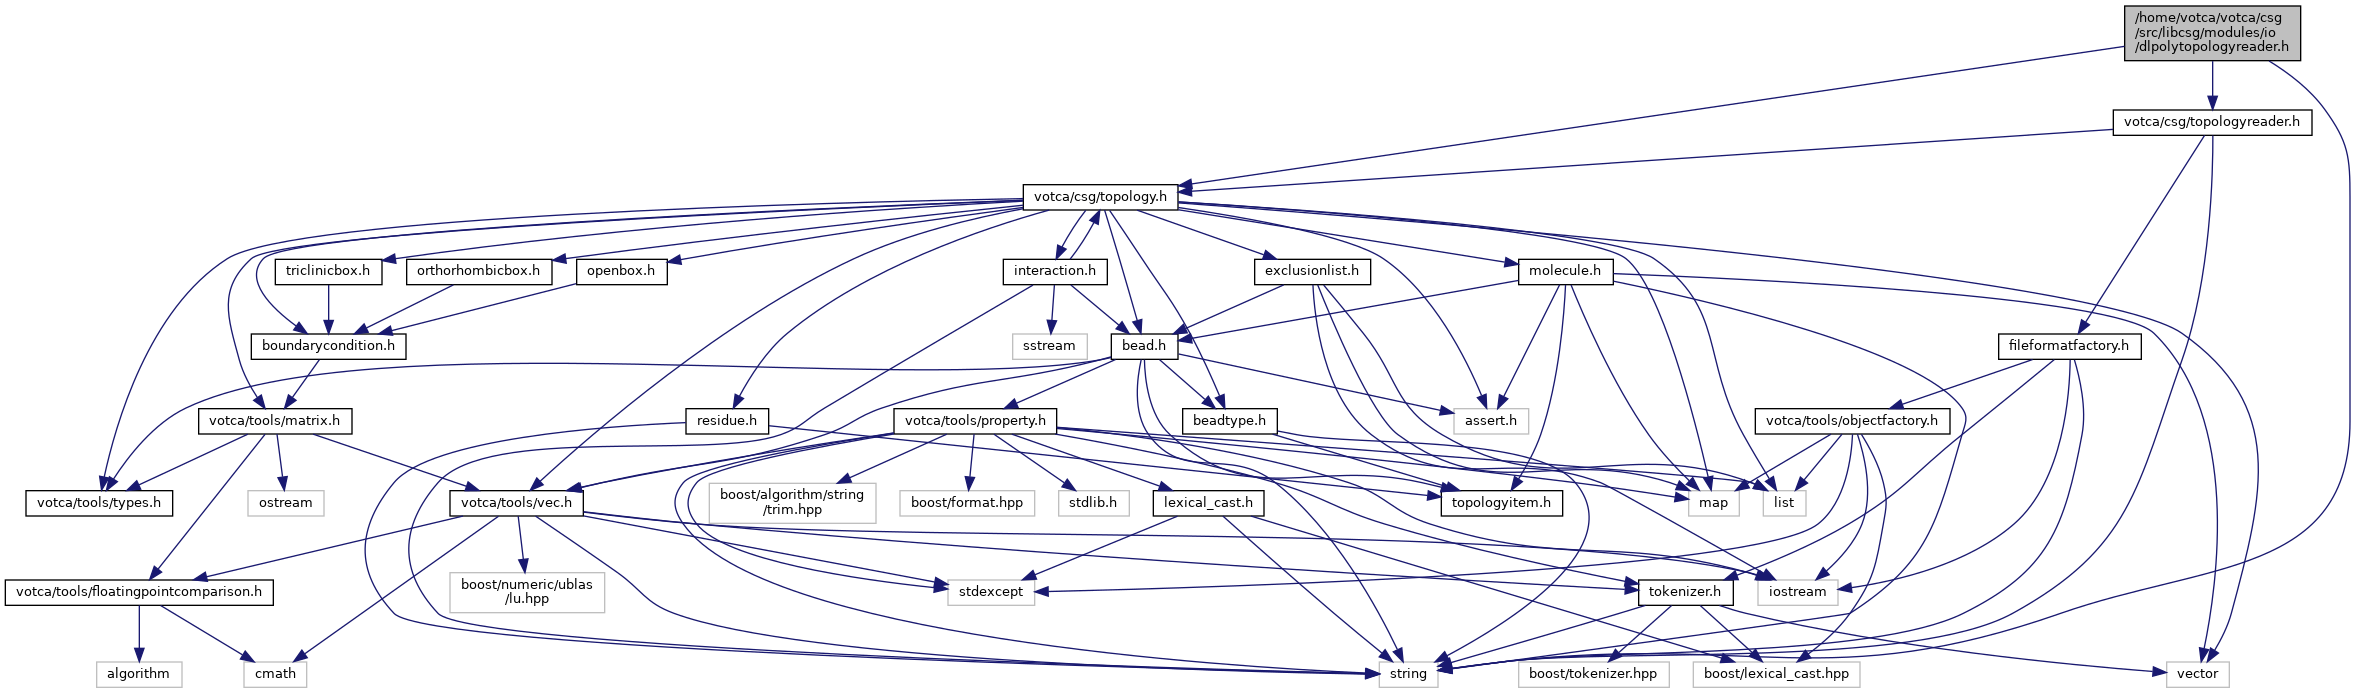 /home/votca/votca/csg
/src/libcsg/modules/io
/dlpolytopologyreader.h
votca/csg/topologyreader.h
votca/csg/topology.h
triclinicbox.h
orthorhombicbox.h
openbox.h
interaction.h
exclusionlist.h
molecule.h
boundarycondition.h
sstream
bead.h
fileformatfactory.h
votca/tools/matrix.h
residue.h
votca/tools/property.h
beadtype.h
assert.h
votca/tools/objectfactory.h
votca/tools/types.h
ostream
votca/tools/vec.h
boost/algorithm/string
/trim.hpp
boost/format.hpp
stdlib.h
lexical_cast.h
topologyitem.h
map
list
votca/tools/floatingpointcomparison.h
boost/numeric/ublas
/lu.hpp
stdexcept
tokenizer.h
iostream
algorithm
cmath
string
boost/tokenizer.hpp
boost/lexical_cast.hpp
vector